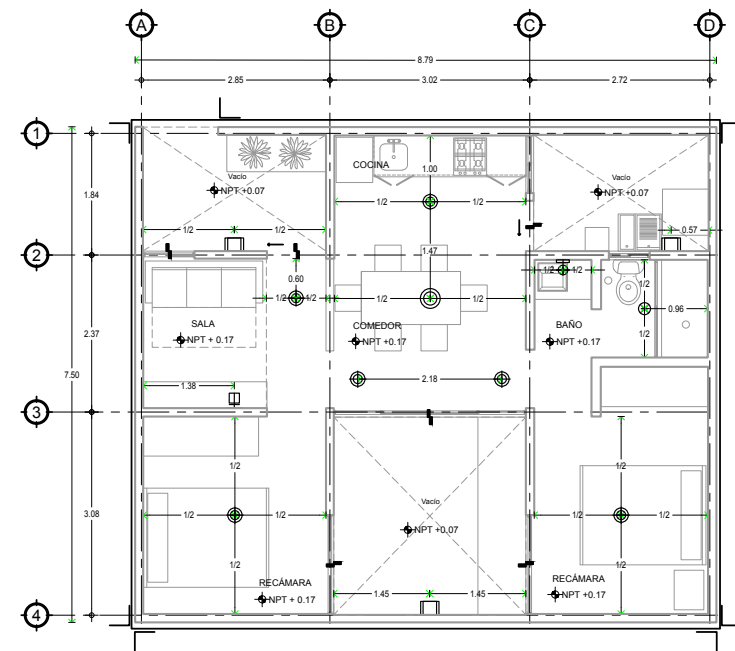 A B C D
8.79
2.85 3.02 2.72
1
COCINA 1.00
Vacío Vacío
NPT +0.07 NPT +0.07
1.84
1/2 1/2 1/2 1/2 0.57
2
1.47
0.60 1/2 1/2 1/2
1/2 1/2 1/2 1/2
0.96
SALA COMEDOR BAÑO
NPT + 0.17 NPT +0.17 NPT +0.17
1/2
2.37
7.50
1.38 2.18
3
1/2 1/2
Vacío
1/2 1/2 1/2 1/2
3.08
NPT +0.07
1/2 1/2
RECÁMARA 1.45 1.45 RECÁMARA
NPT + 0.17 NPT +0.17
4